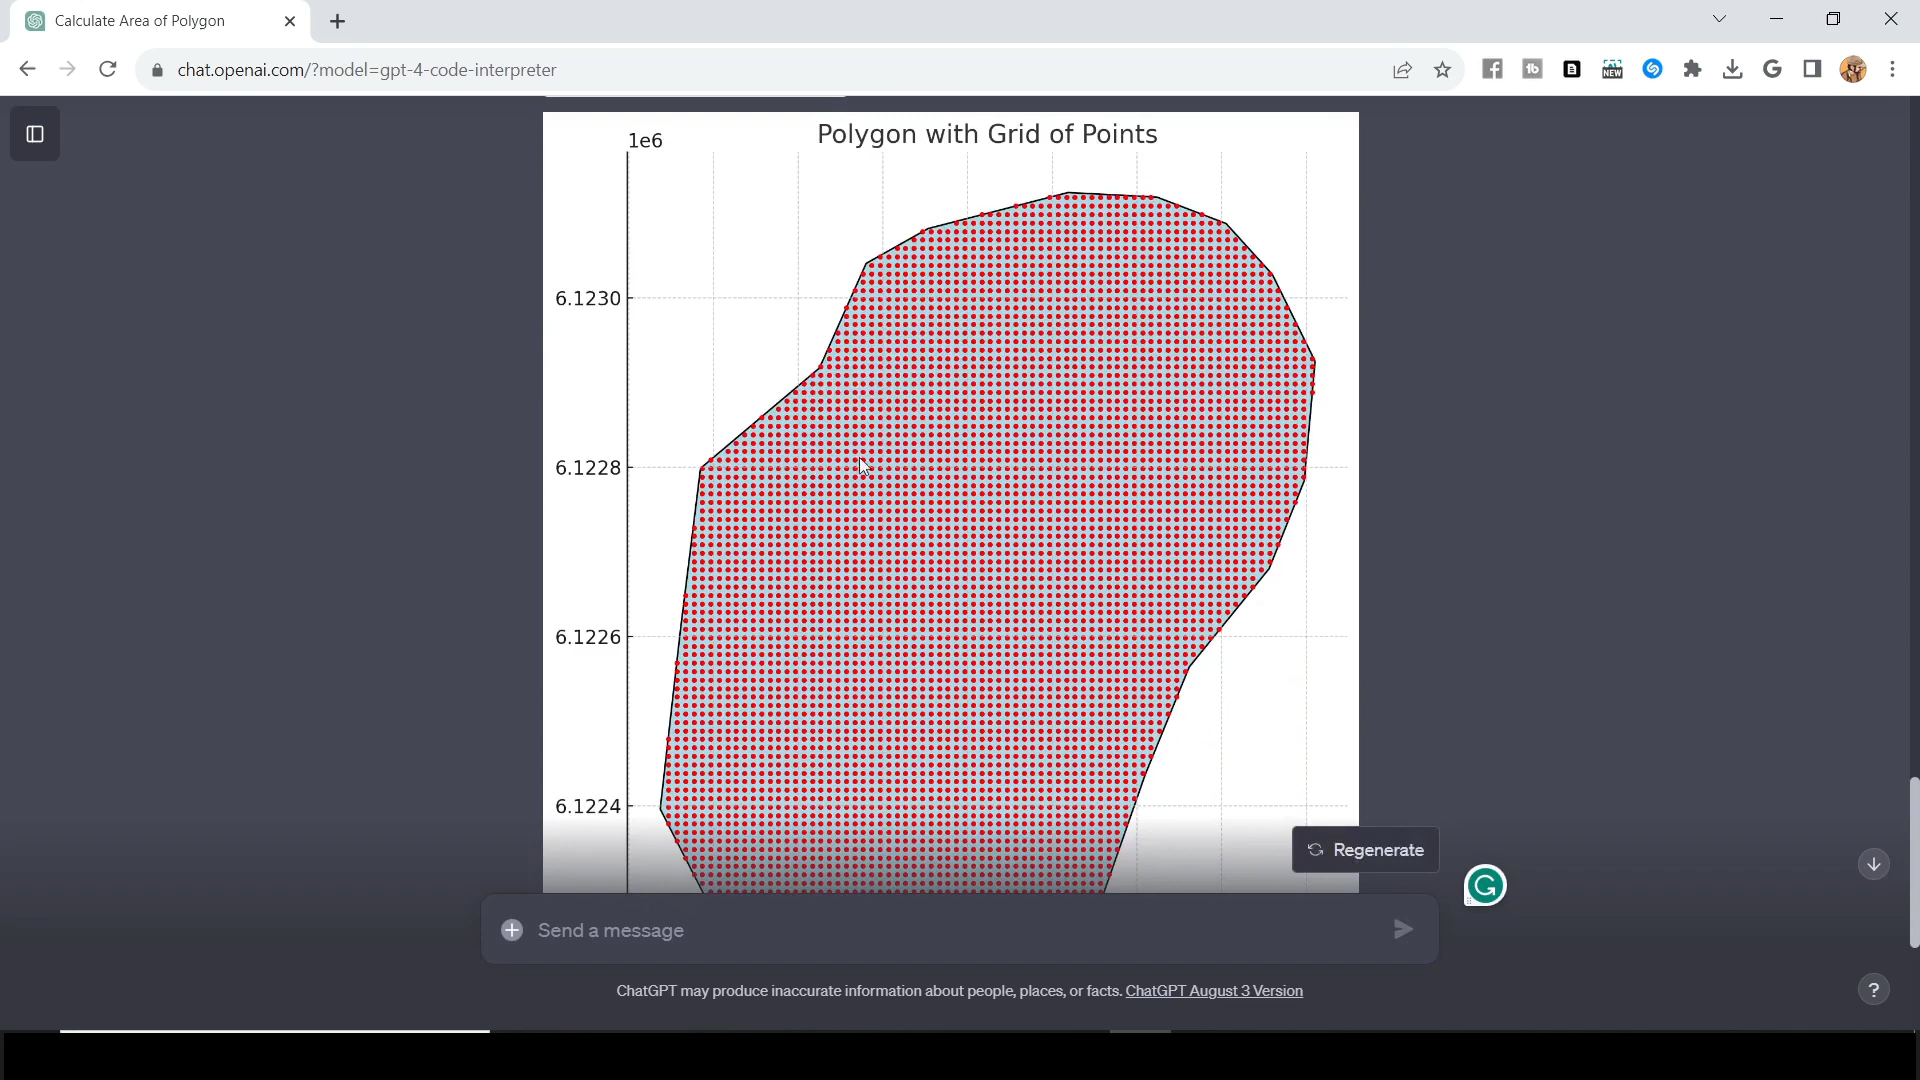 Calculate Area of Polygon
chat.openai.com/?model=gpt-4-code-interpreter
NEW
1e6
Polygon with Grid of Points
6.1230
6.1228
6.1226
6.1224
Regenerate
Send a message
ChatGPT may produce inaccurate information about people, places, or facts. ChatGPT August 3 Version
?